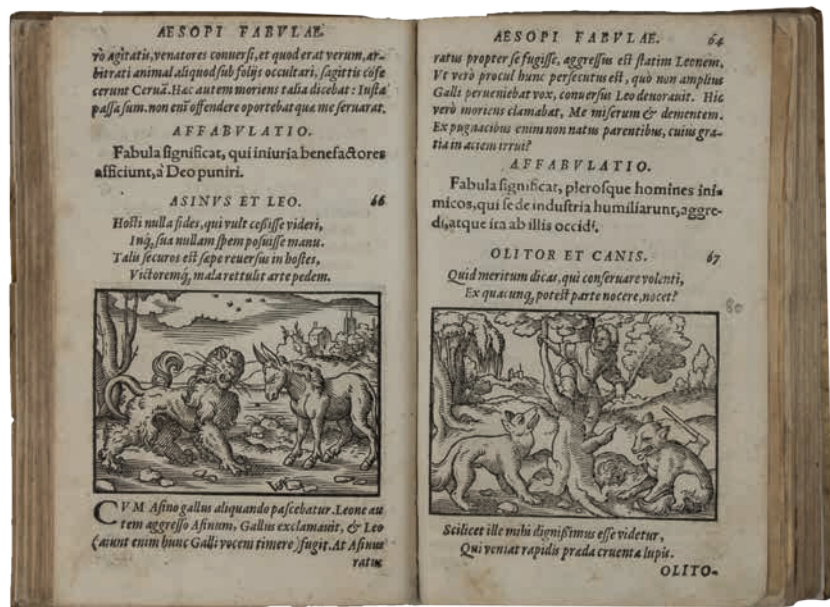 AESOPI FABVLAE.
rò agitatis, venatores conuersi, et quod erat verum, ar-
bitrati animal aliquod sub folijs occultari, sagittis cōfe
cerunt Ceruā. Hac autem moriens talia dicebat: Iusta
passa sum. non enī offendere oportebat quæ me seruarat.
AFFABVLATIO.
Fabula significat, qui iniuria benefactores
afficiunt, à Deo puniri.
ASINVS ET LEO. 66
Hosti nulla fides, qui vult cessisse videri,
Inq́; sua nullam spem posuisse manu.
Talis securos est sæpe reuersus in hostes,
Victoremq́; mala rettulit arte pedem.
CVM Asino gallus aliquando pascebatur. Leone au
tem aggresso Asinum, Gallus exclamauit, & Leo
(aiunt enim hunc Galli vocem timere) fugit. At Asinus
ratus
AESOPI FABVLAE. 64
ratus propter se fugisse, aggressus est statim Leonem.
Vt verò procul hunc persecutus est, quò non amplius
Galli perueniebat vox, conuersus Leo deuorauit. Hic
verò moriens clamabat, Me miserum & dementem.
Ex pugnacibus enim non natus parentibus, cuius gra-
tia in aciem irrui?
AFFABVLATIO.
Fabula significat, plerosque homines ini-
micos, qui se de industria humiliarunt, aggre-
di, atque ita ab illis occidi.
OLITOR ET CANIS. 67
Quid meritum dicas, qui conseruare volenti,
Ex quacunq; potest parte nocere, nocet?
80
Scilicet ille mihi dignissimus esse videtur,
Qui veniat rapidis præda cruenta lupis.
OLITO-